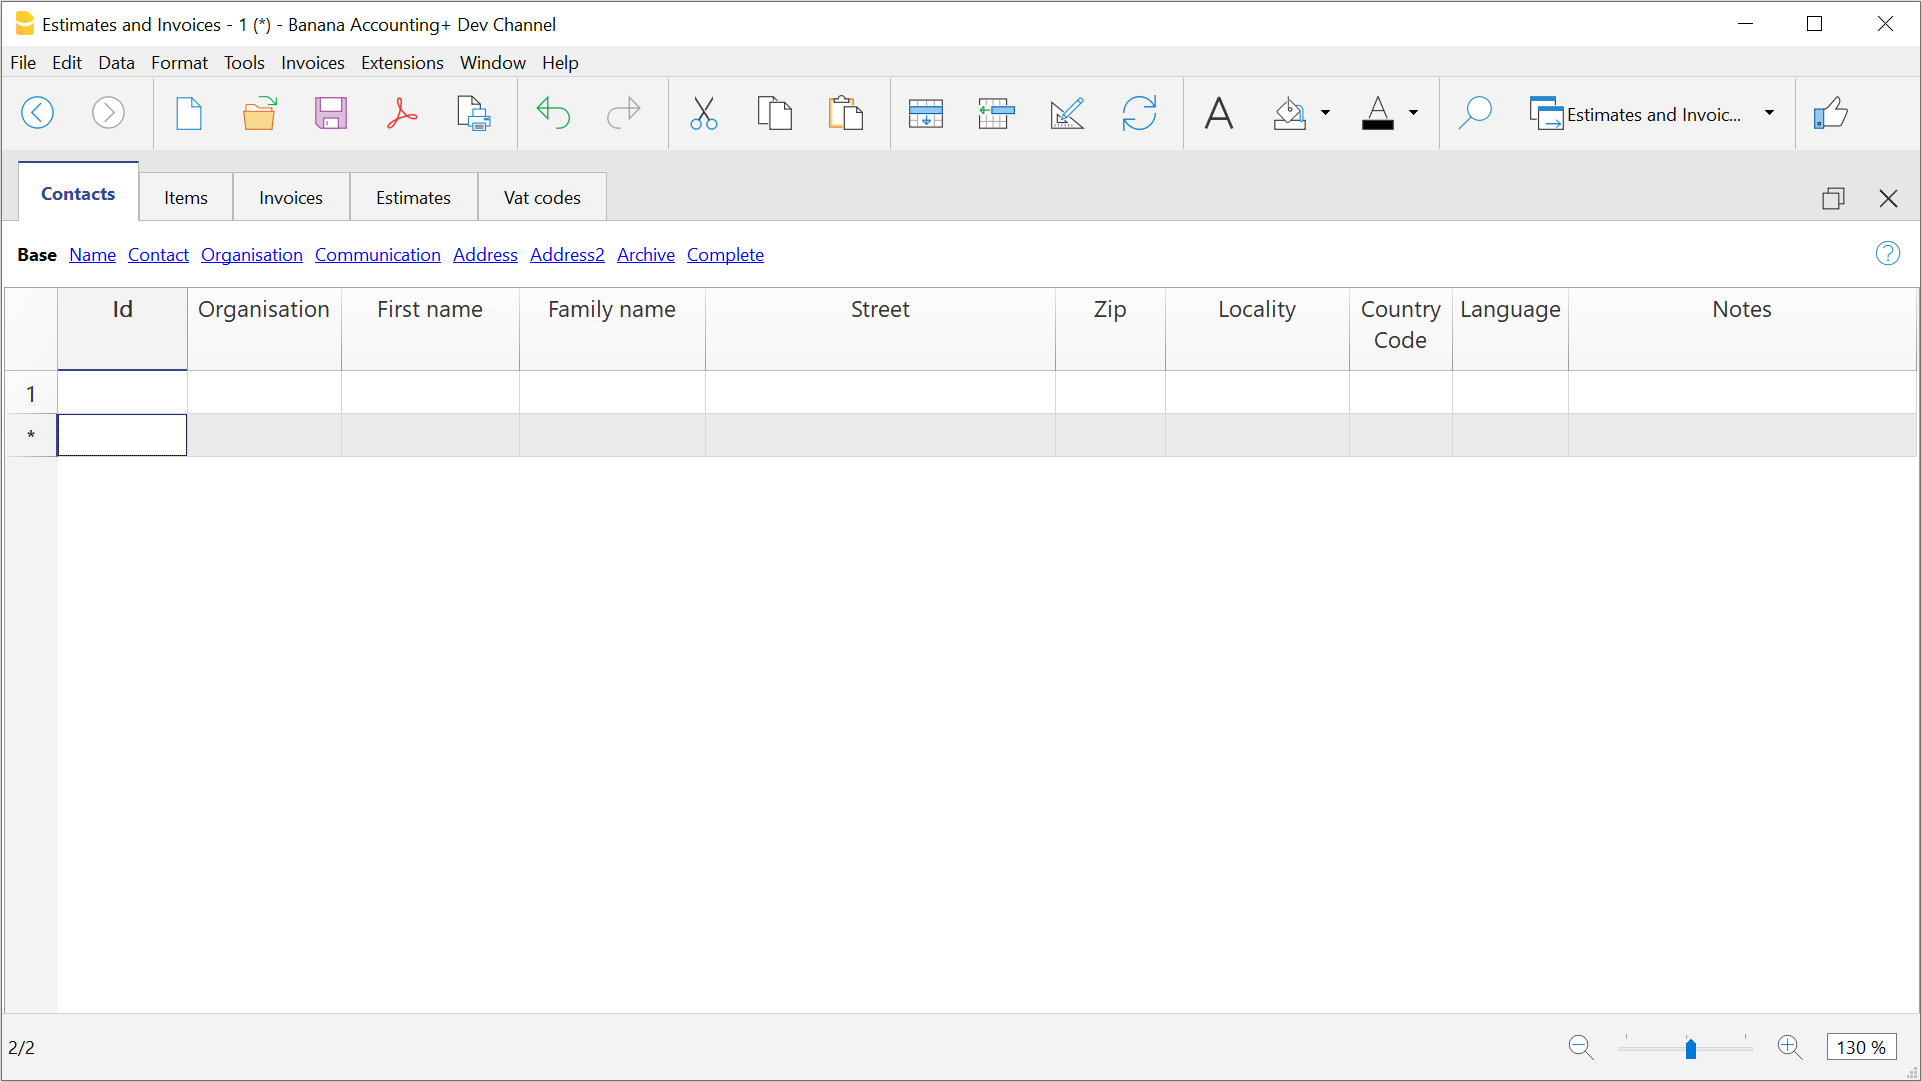 Estimates and Invoices - 1 (*) - Banana Accounting+ Dev Channel
File Edit Data Format Tools Invoices Extensions Window Help
Estimates and Invoic...
Contacts Items Invoices Estimates Vat codes
Base Name Contact Organisation Communication Address Address2 Archive Complete
Id Organisation First name Family name Street Zip Locality Country Code Language Notes
1
*
2/2 130 %